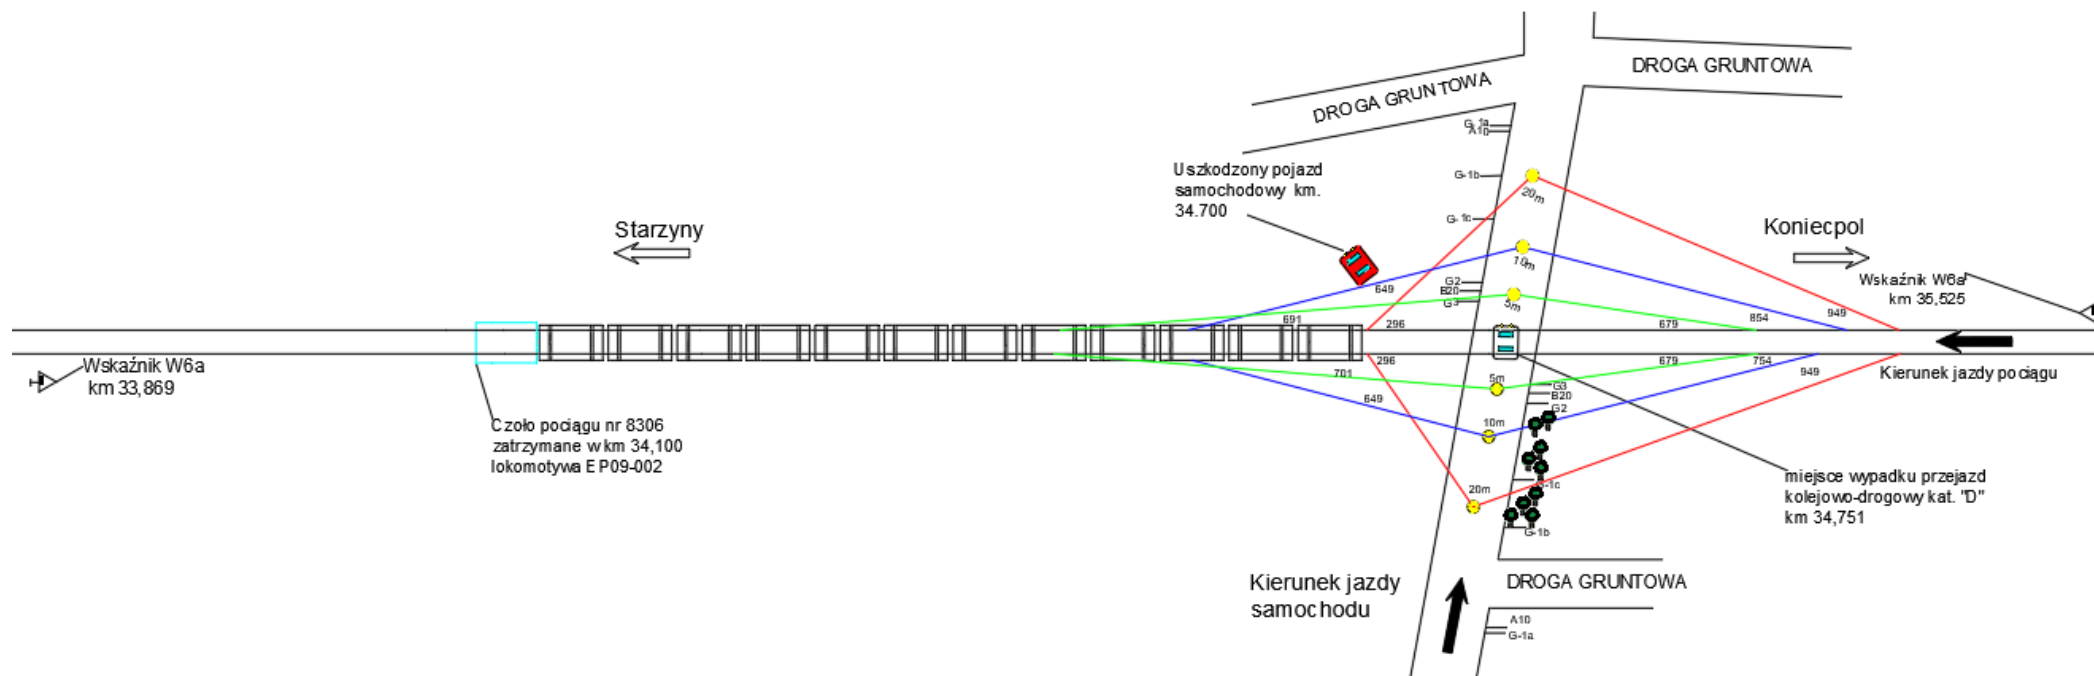 DROGA GRUNTOWA
DROGA GRUNTOWA
G-1a
A10
Uszkodzony pojazd
samochodowy km.
34.700
G-1b
20m
G-1c
Starzyny
Koniecpol
10m
Wskaźnik W6a
km 35,525
G2
B20
G3
649
5m
691
296
679
854
949
Wskaźnik W6a
km 33,869
296
701
679
754
949
Kierunek jazdy pociągu
5m
G3
B20
G2
649
10m
Czoło pociągu nr 8306
zatrzymane w km 34,100
lokomotywa EP09-002
20m
G-1c
G-1b
miejsce wypadku przejazd
kolejowo-drogowy kat. "D"
km 34,751
Kierunek jazdy
samochodu
DROGA GRUNTOWA
A10
G-1a